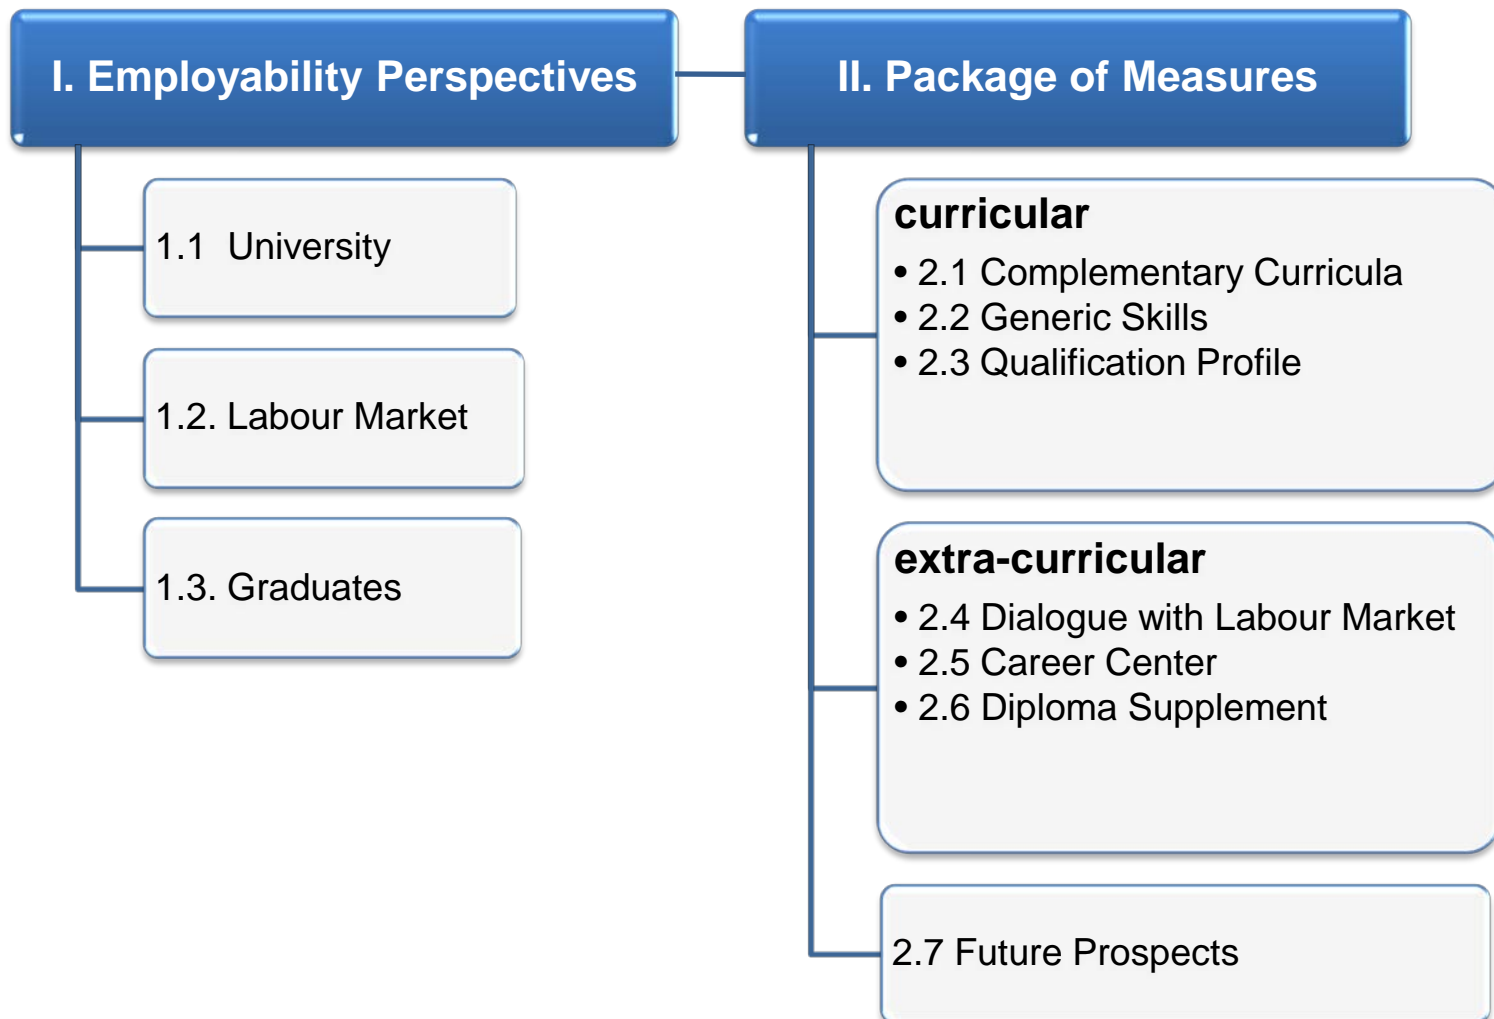 I. Employability Perspectives
1.1 University
1.2. Labour Market
1.3. Graduates
II. Package of Measures
curricular
• 2.1 Complementary Curricula
• 2.2 Generic Skills
• 2.3 Qualification Profile
extra-curricular
• 2.4 Dialogue with Labour Market
• 2.5 Career Center
• 2.6 Diploma Supplement
2.7 Future Prospects